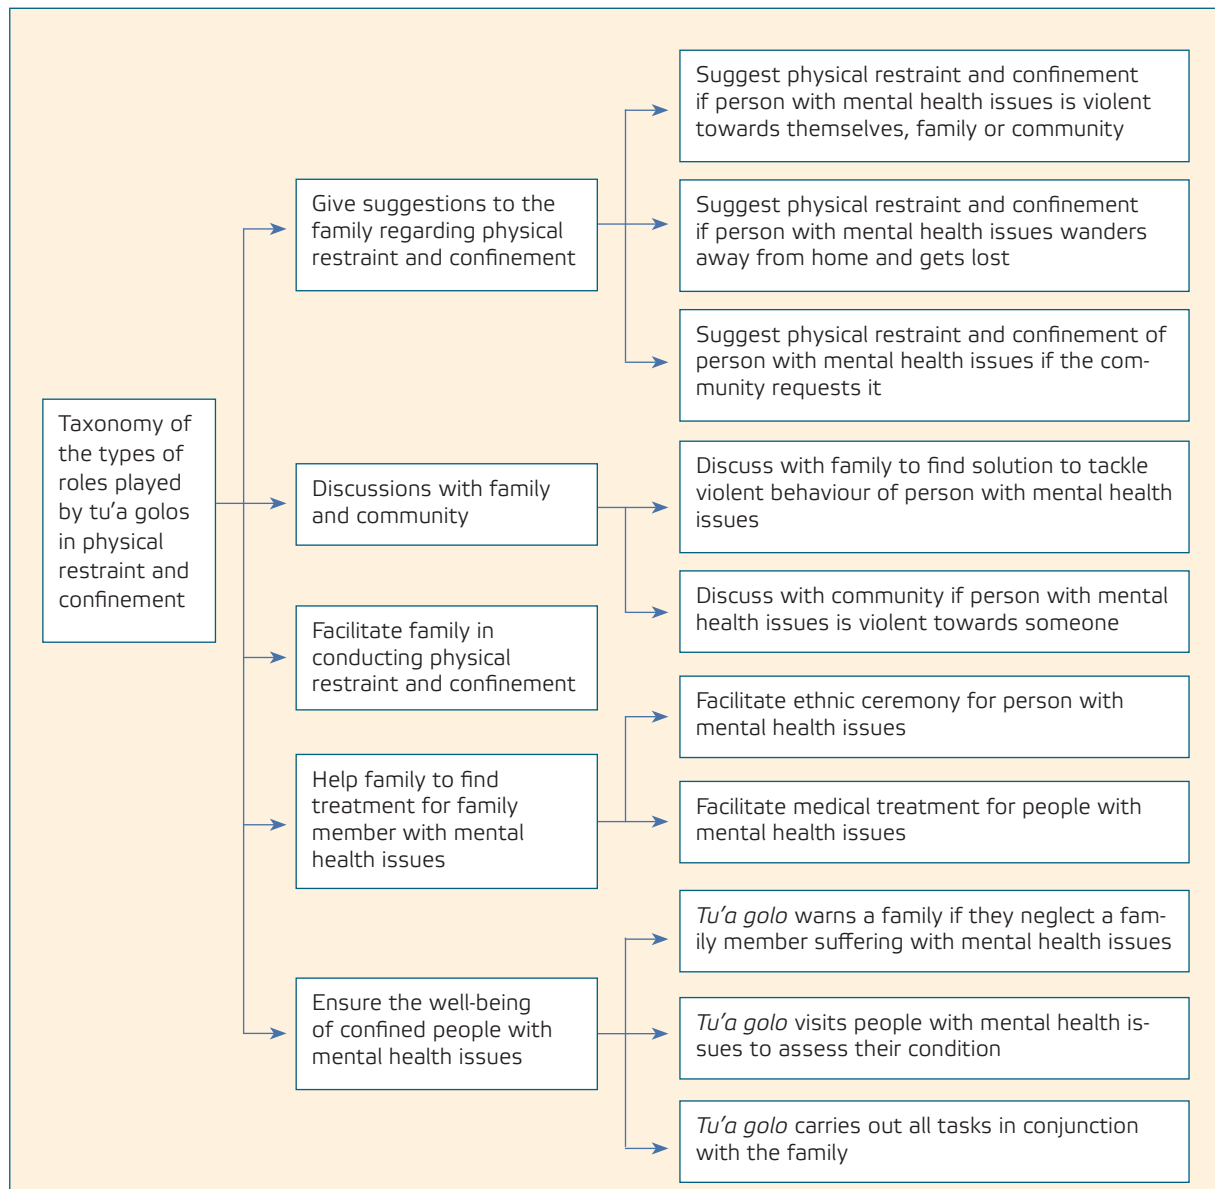 Taxonomy of
the types of
roles played
by tu’a golos
in physical
restraint and
confinement
Give suggestions to the
family regarding physical
restraint and confinement
Suggest physical restraint and confinement
if person with mental health issues is violent
towards themselves, family or community
Suggest physical restraint and confinement
if person with mental health issues wanders
away from home and gets lost
Suggest physical restraint and confinement of
person with mental health issues if the com-
munity requests it
Discussions with family
and community
Discuss with family to find solution to tackle
violent behaviour of person with mental health
issues
Discuss with community if person with mental
health issues is violent towards someone
Facilitate family in
conducting physical
restraint and confinement
Help family to find
treatment for family
member with mental
health issues
Facilitate ethnic ceremony for person with
mental health issues
Facilitate medical treatment for people with
mental health issues
Ensure the well-being
of confined people with
mental health issues
Tu’a golo warns a family if they neglect a fam-
ily member suffering with mental health issues
Tu’a golo visits people with mental health is-
sues to assess their condition
Tu’a golo carries out all tasks in conjunction
with the family